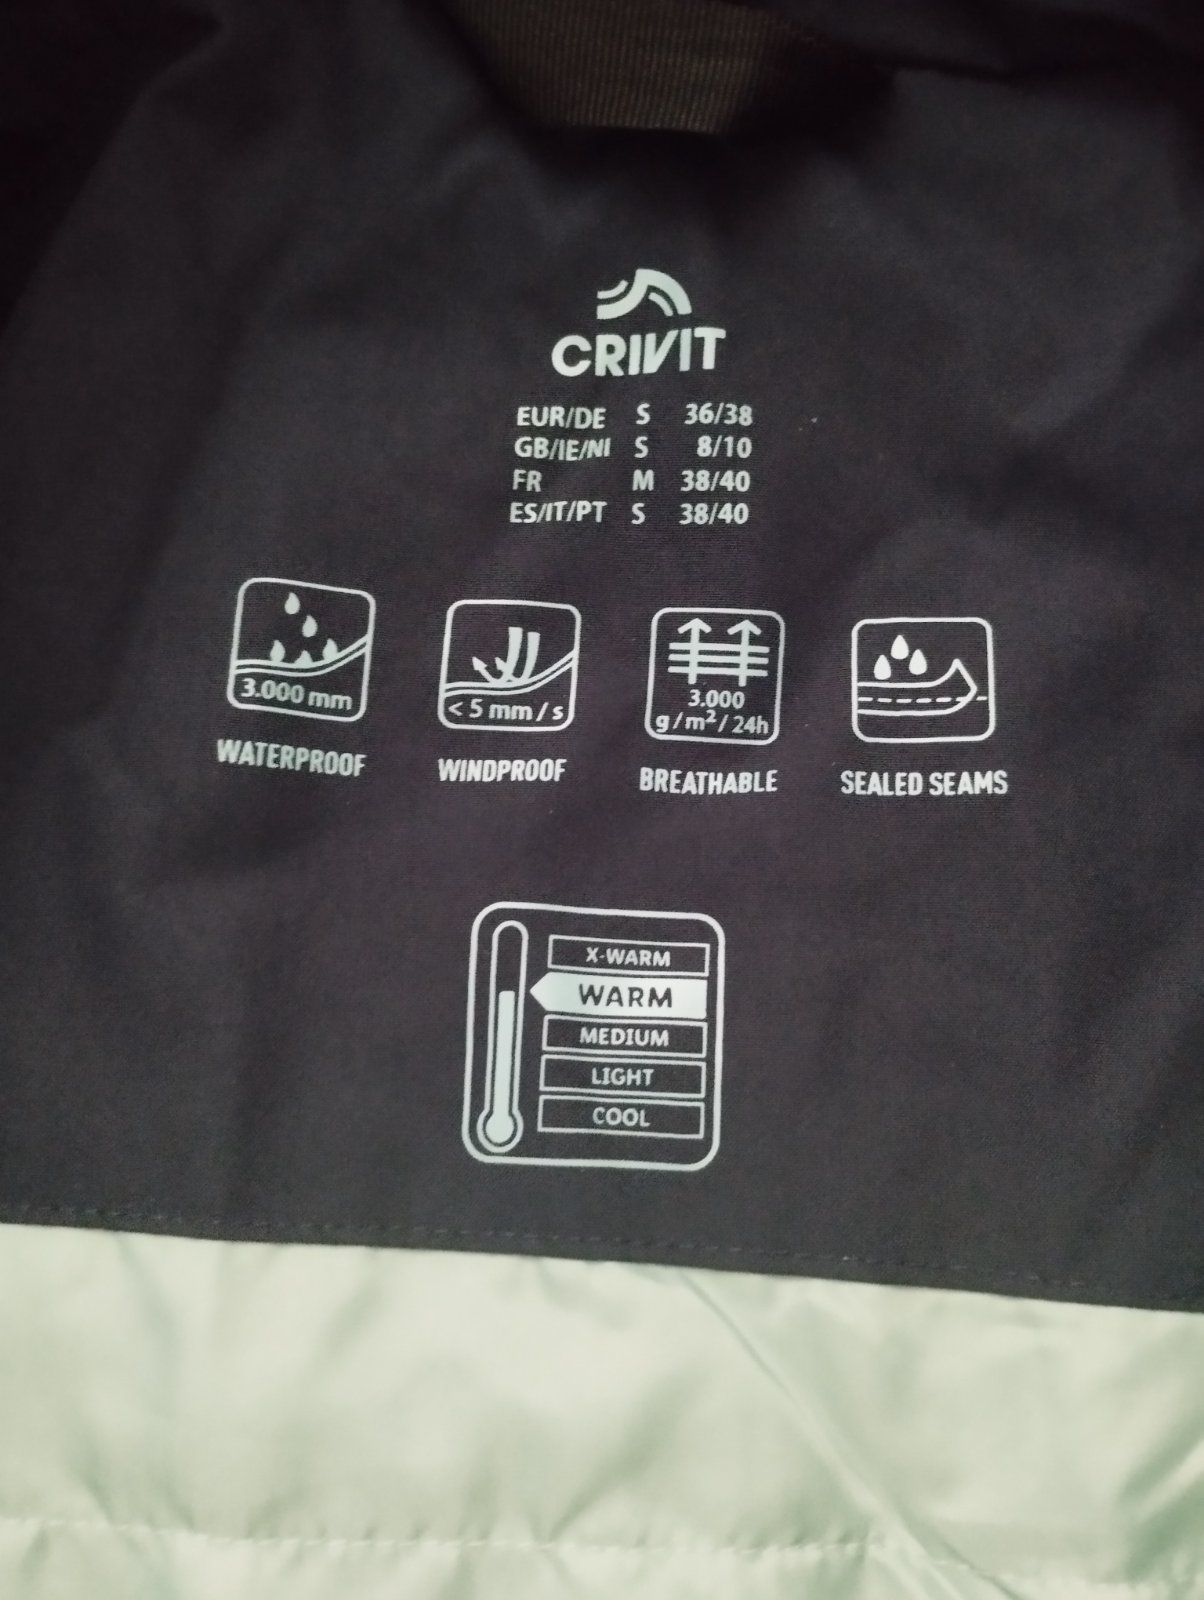 CRIVIT
EUR/DE S 36/38
GB/IE/NI S 8/10
FR M 38/40
ES/IT/PT S 38/40
3.000 mm
WATERPROOF
< 5 mm / s
WINDPROOF
3.000
g / m² / 24h
BREATHABLE
SEALED SEAMS
X-WARM
WARM
MEDIUM
LIGHT
COOL